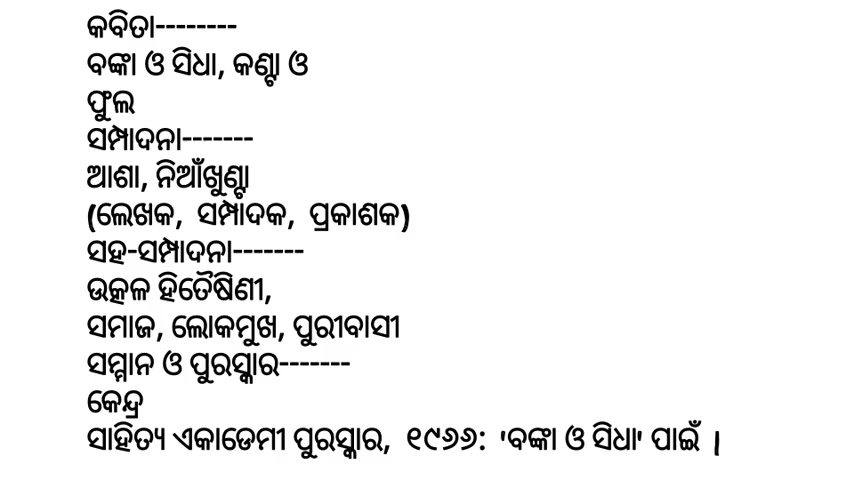 କବିତା--------
ବଙ୍କା ଓ ସିଧା, କଣ୍ଟା ଓ
ଫୁଲ
ସମ୍ପାଦନା-------
ଆଶା, ନିଆଁଖୁଣ୍ଟା
(ଲେଖକ, ସମ୍ପାଦକ, ପ୍ରକାଶକ)
ସହ-ସମ୍ପାଦନା-------
ଉତ୍କଳ ହିତୈଷିଣୀ,
ସମାଜ, ଲୋକମୁଖ, ପୁରୀବାସୀ
ସମ୍ମାନ ଓ ପୁରସ୍କାର-------
କେନ୍ଦ୍ର
ସାହିତ୍ୟ ଏକାଡେମୀ ପୁରସ୍କାର, ୧୯୬୬: 'ବଙ୍କା ଓ ସିଧା' ପାଇଁ |